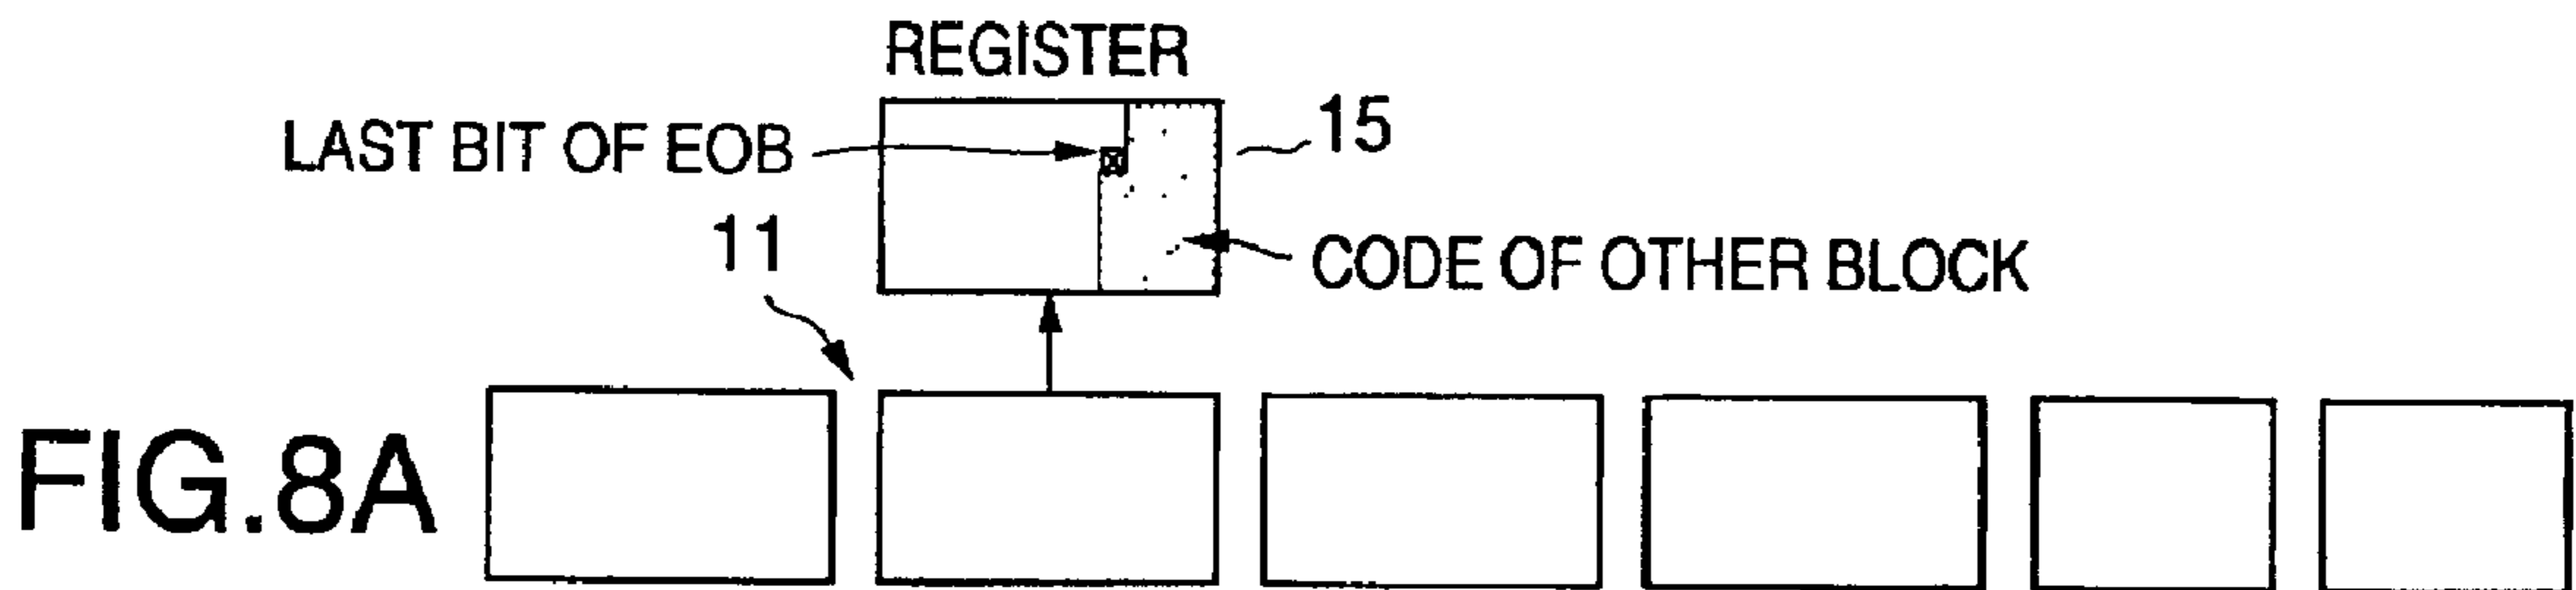 REGISTER
LAST BIT OF EOB
15
11
CODE OF OTHER BLOCK
FIG.8A